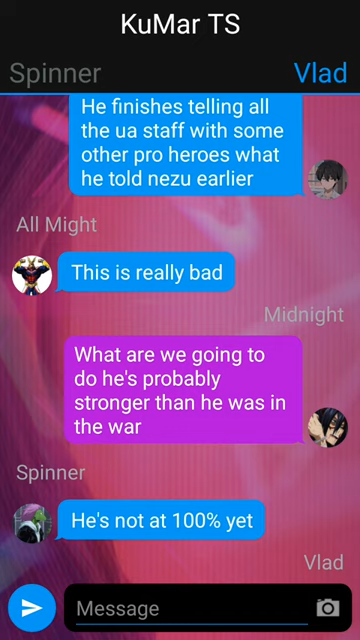 KuMar TS
Spinner
Vlad
He finishes telling all
the ua staff with some
other pro heroes what
he told nezu earlier
All Might
This is really bad
Midnight
What are we going to
do he's probably
stronger than he was in
the war
Spinner
He's not at 100% yet
Vlad
Message